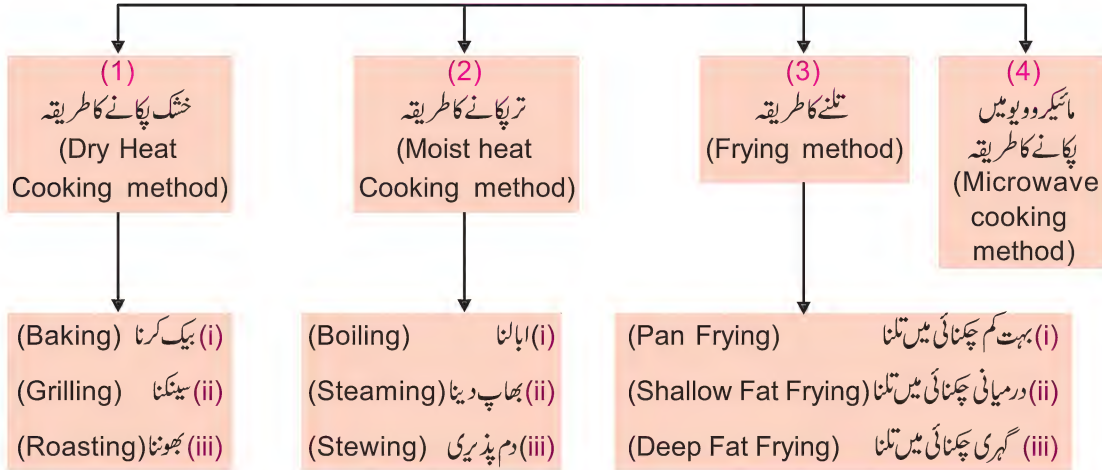 (1)
خشک پکانے کا طریقہ
(Dry Heat
Cooking method)
(2)
تر پکانے کا طریقہ
(Moist heat
Cooking method)
(3)
تلنے کا طریقہ
(Frying method)
(4)
مائیکروویو میں
پکانے کا طریقہ
(Microwave
cooking
method)
(i) بیک کرنا (Baking)
(ii) سینکنا (Grilling)
(iii) بھوننا (Roasting)
(i) ابالنا (Boiling)
(ii) بھاپ دینا (Steaming)
(iii) دم پذیری (Stewing)
(i) بہت کم چکنائی میں تلنا (Pan Frying)
(ii) درمیانی چکنائی میں تلنا (Shallow Fat Frying)
(iii) گہری چکنائی میں تلنا (Deep Fat Frying)